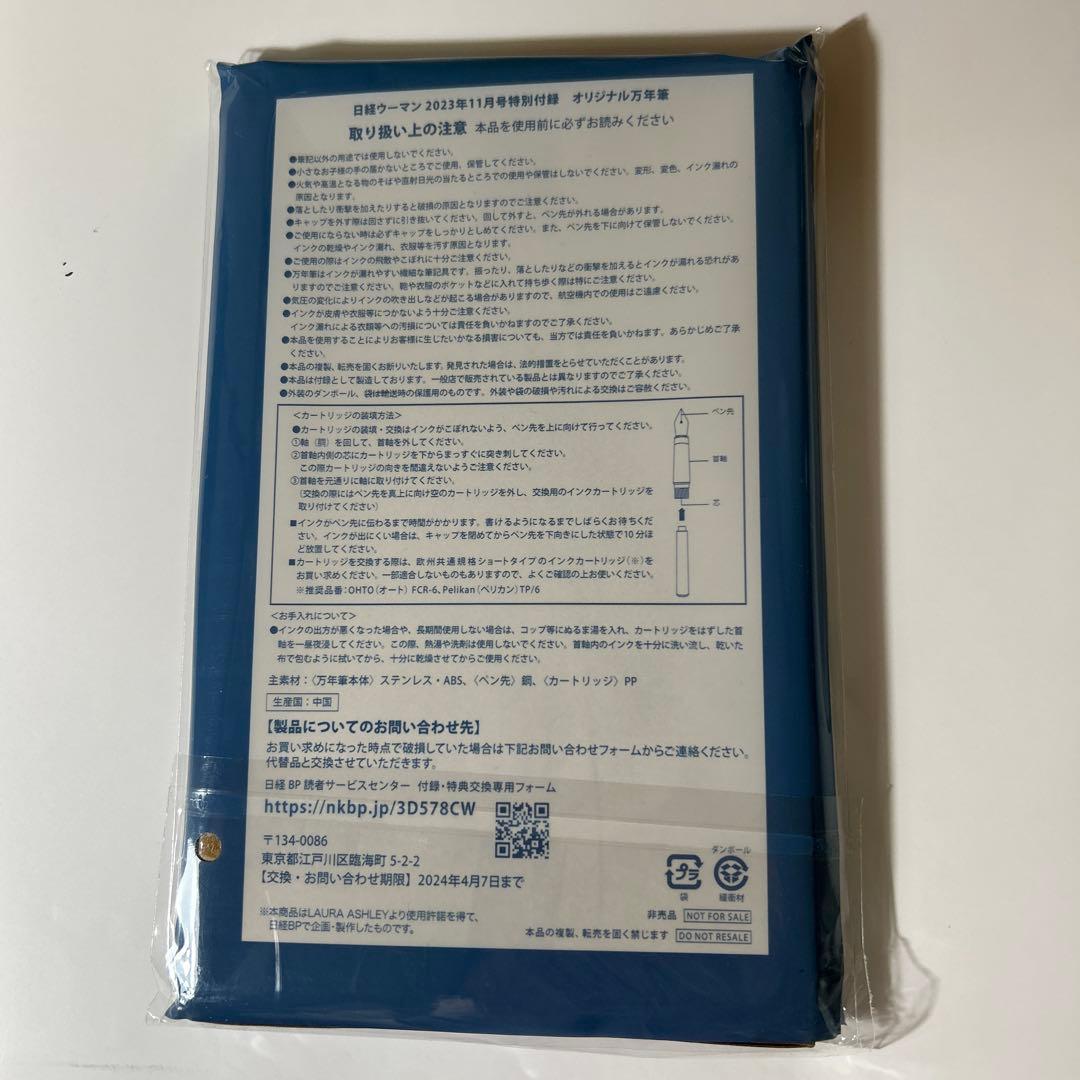 日経ウーマン 2023年11月号特別付録　オリジナル万年筆
取り扱い上の注意 本品を使用前に必ずお読みください
●筆記以外の用途では使用しないでください。
●小さなお子様の手の届かないところでご使用、保管してください。
●火気や高温となる物のそばや直射日光の当たるところでの使用や保管はしないでください。変形、変色、インク漏れの
原因となります。
●落としたり衝撃を加えたりすると破損の原因となりますのでご注意ください。
●キャップを外す際は回さずに引き抜いてください。回して外すと、ペン先が外れる場合があります。
●ご使用にならない時は必ずキャップをしっかりとしめてください。また、ペン先を下に向けて保管しないでください。
インクの乾燥やインク漏れ、衣服等を汚す原因となります。
●ご使用の際はインクの飛散やこぼれに十分ご注意ください。
●万年筆はインクが漏れやすい繊細な筆記具です。振ったり、落としたりなどの衝撃を加えるとインクが漏れる恐れがあ
りますのでご注意ください。鞄や衣服のポケットなどに入れて持ち歩く際は特にご注意ください。
●気圧の変化によりインクの吹き出しなどが起こる場合がありますので、航空機内での使用はご遠慮ください。
●インクが皮膚や衣服等につかないよう十分ご注意ください。
インク漏れによる衣類等への汚損については責任を負いかねますのでご了承ください。
●本品を使用することによりお客様に生じたいかなる損害についても、当方では責任を負いかねます。あらかじめご了承
ください。
●本品の複製、転売を固くお断りいたします。発見された場合は、法的措置をとらせていただくことがあります。
●本品は付録として製造しております。一般店で販売されている製品とは異なりますのでご了承ください。
●外装のダンボール、袋は輸送時の保護用のものです。外装や袋の破損や汚れによる交換はご容赦ください。
＜カートリッジの装填方法＞
●カートリッジの装填・交換はインクがこぼれないよう、ペン先を上に向けて行ってください。
①軸（胴）を回して、首軸を外してください。
②首軸内側の芯にカートリッジを下からまっすぐに突き刺してください。
この際カートリッジの向きを間違えないようご注意ください。
③首軸を元通りに軸に取り付けてください。
（交換の際にはペン先を真上に向け空のカートリッジを外し、交換用のインクカートリッジを
取り付けてください）
■インクがペン先に伝わるまで時間がかかります。書けるようになるまでしばらくお待ちくだ
さい。インクが出にくい場合は、キャップを閉めてからペン先を下向きにした状態で10分ほ
ど放置してください。
■カートリッジを交換する際は、欧州共通規格ショートタイプのインクカートリッジ（※）を
お買い求めください。一部適合しないものもありますので、よくご確認の上お使いください。
※推奨品番：OHTO（オート） FCR-6、Pelikan（ペリカン）TP/6
ペン先
首軸
芯
＜お手入れについて＞
●インクの出方が悪くなった場合や、長期間使用しない場合は、コップ等にぬるま湯を入れ、カートリッジをはずした首
軸を一昼夜浸してください。この際、熱湯や洗剤は使用しないでください。首軸内のインクを十分に洗い流し、乾いた
布で包むように拭いてから、十分に乾燥させてからご使用ください。
主素材：〈万年筆本体〉ステンレス・ABS、〈ペン先〉鋼、〈カートリッジ〉PP
生産国：中国
【製品についてのお問い合わせ先】
お買い求めになった時点で破損していた場合は下記お問い合わせフォームからご連絡ください。
代替品と交換させていただきます。
日経 BP 読者サービスセンター 付録・特典交換専用フォーム
https://nkbp.jp/3D578CW
〒134-0086
東京都江戸川区臨海町 5-2-2
【交換・お問い合わせ期限】2024年4月7日まで
※本商品はLAURA ASHLEYより使用許諾を得て、
日経BPで企画・製作したものです。
プラ
袋
ダンボール
緩衝材
非売品 NOT FOR SALE
本品の複製、転売を固く禁じます DO NOT RESALE